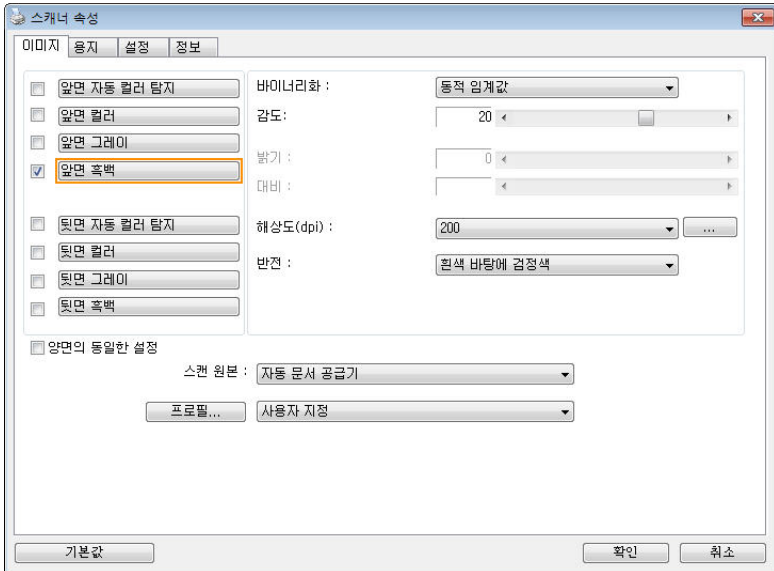 스캐너 속성
이미지 용지 설정 정보
앞면 자동 컬러 탐지
앞면 컬러
앞면 그레이
앞면 흑백
뒷면 자동 컬러 탐지
뒷면 컬러
뒷면 그레이
뒷면 흑백
바이너리화 : 동적 임계값
감도: 20
밝기 : 0
대비 :
해상도(dpi) : 200 ...
반전 : 흰색 바탕에 검정색
양면의 동일한 설정
스캔 원본 : 자동 문서 공급기
프로필... 사용자 지정
기본값 확인 취소